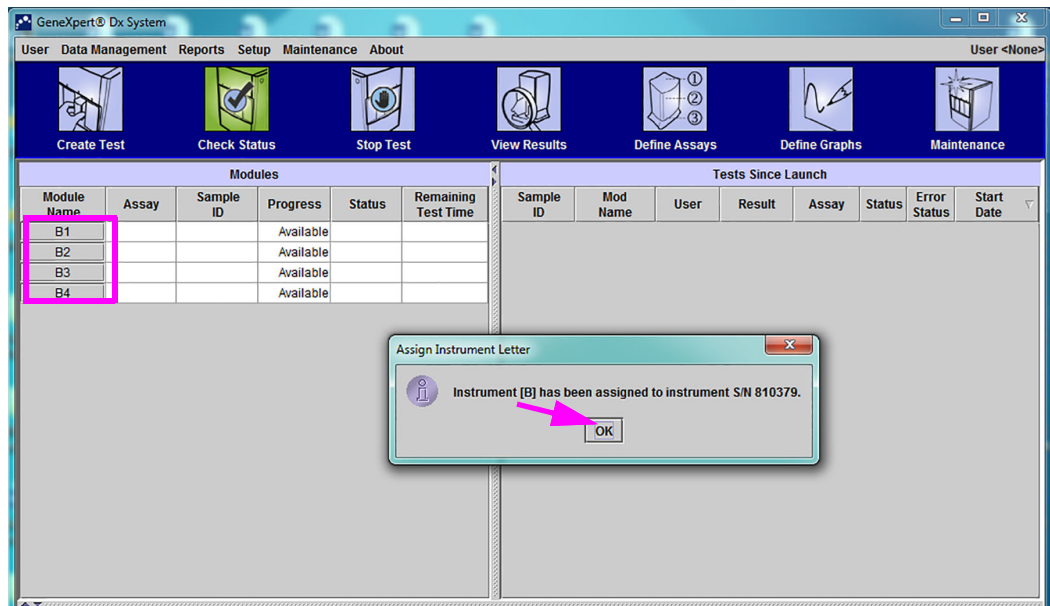 GeneXpert® Dx System
User Data Management Reports Setup Maintenance About User <None>
Create Test Check Status Stop Test View Results Define Assays Define Graphs Maintenance
1
2
3
Modules
Module Name Assay Sample ID Progress Status Remaining Test Time
B1 Available
B2 Available
B3 Available
B4 Available
Tests Since Launch
Sample ID Mod Name User Result Assay Status Error Status Start Date
Assign Instrument Letter
Instrument [B] has been assigned to instrument S/N 810379.
OK